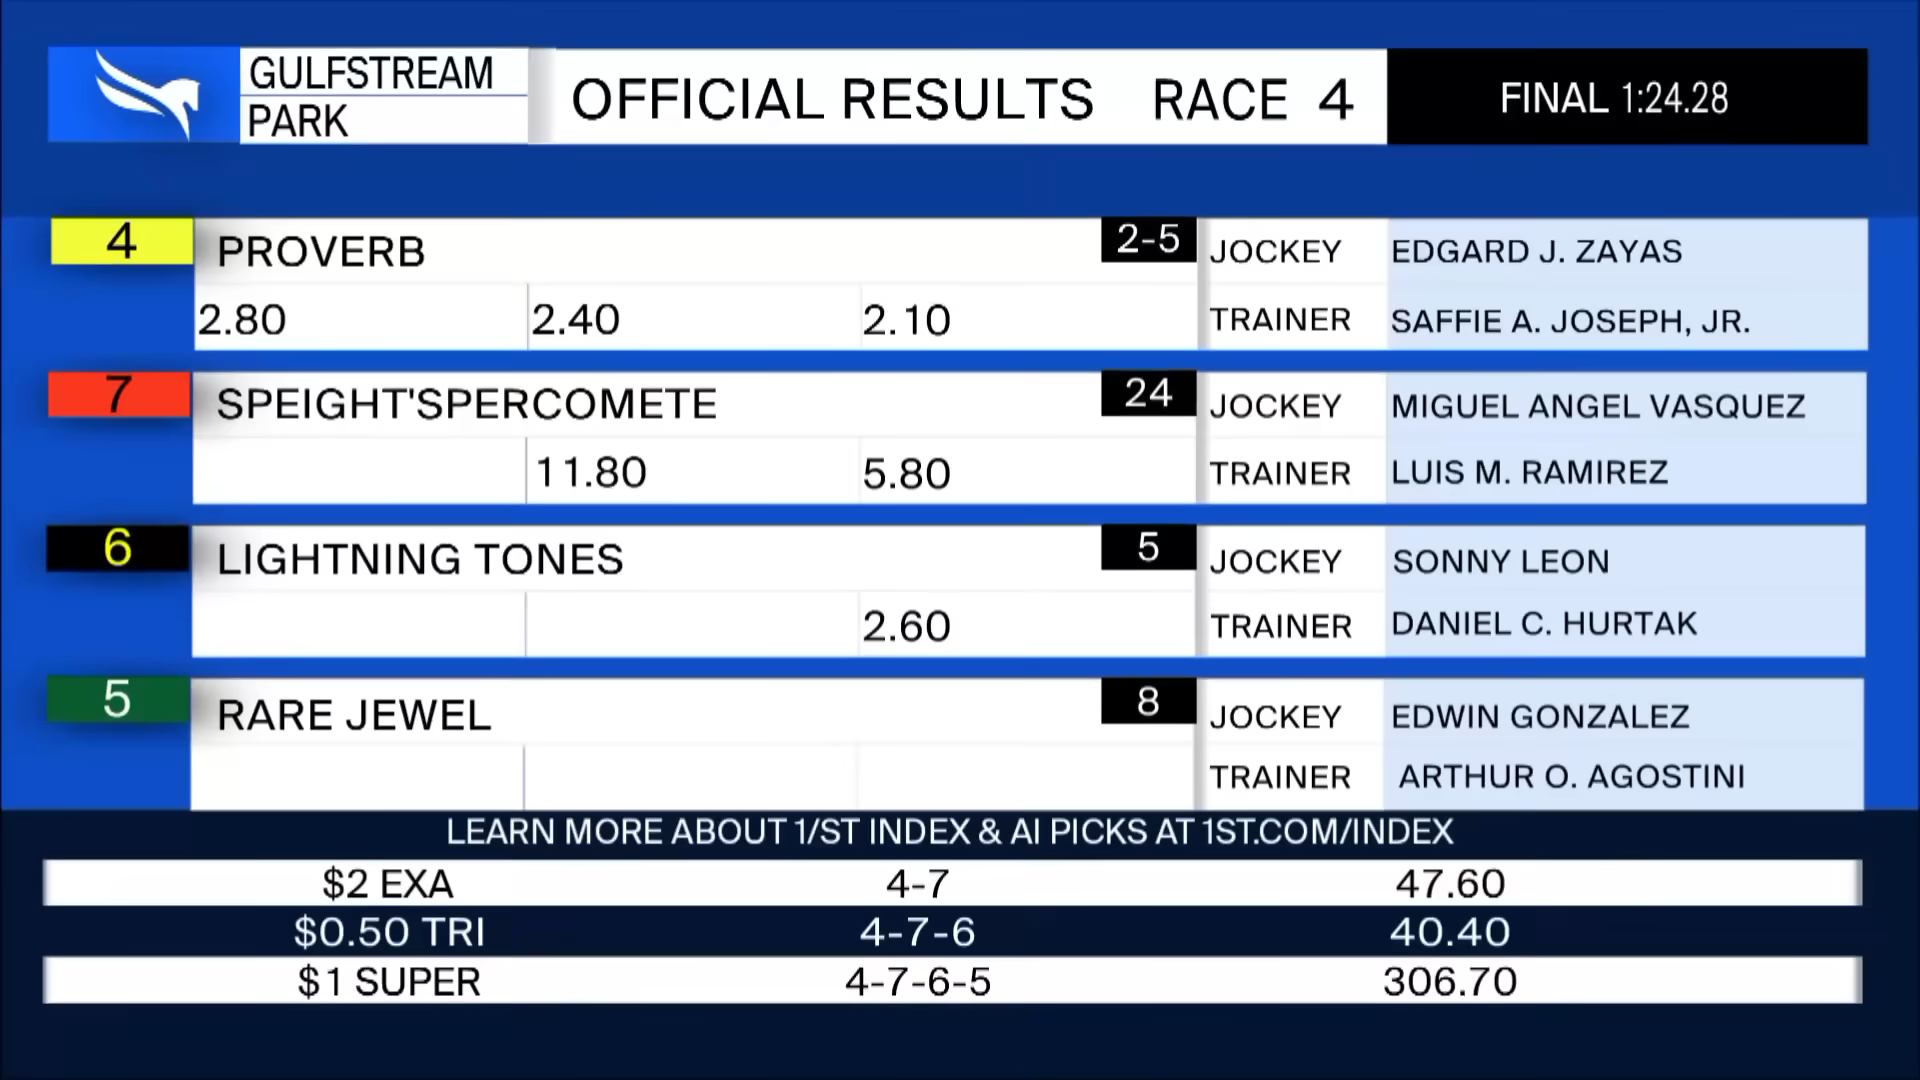 GULFSTREAM
PARK
OFFICIAL RESULTS RACE 4
FINAL 1:24.28
4 PROVERB 2-5 JOCKEY EDGARD J. ZAYAS
2.80 2.40 2.10 TRAINER SAFFIE A. JOSEPH, JR.
7 SPEIGHT'SPERCOMETE 24 JOCKEY MIGUEL ANGEL VASQUEZ
11.80 5.80 TRAINER LUIS M. RAMIREZ
6 LIGHTNING TONES 5 JOCKEY SONNY LEON
2.60 TRAINER DANIEL C. HURTAK
5 RARE JEWEL 8 JOCKEY EDWIN GONZALEZ
TRAINER ARTHUR O. AGOSTINI
LEARN MORE ABOUT 1/ST INDEX & AI PICKS AT 1ST.COM/INDEX
$2 EXA 4-7 47.60
$0.50 TRI 4-7-6 40.40
$1 SUPER 4-7-6-5 306.70